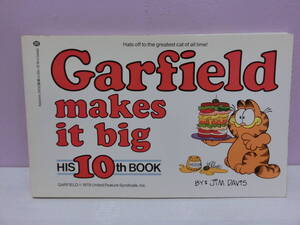 Hats off to the greatest cat of all time!
Garfield
makes
it big
HIS 10th BOOK
BY: JIM DAVIS
GARFIELD © 1978 United Feature Syndicate, Inc.